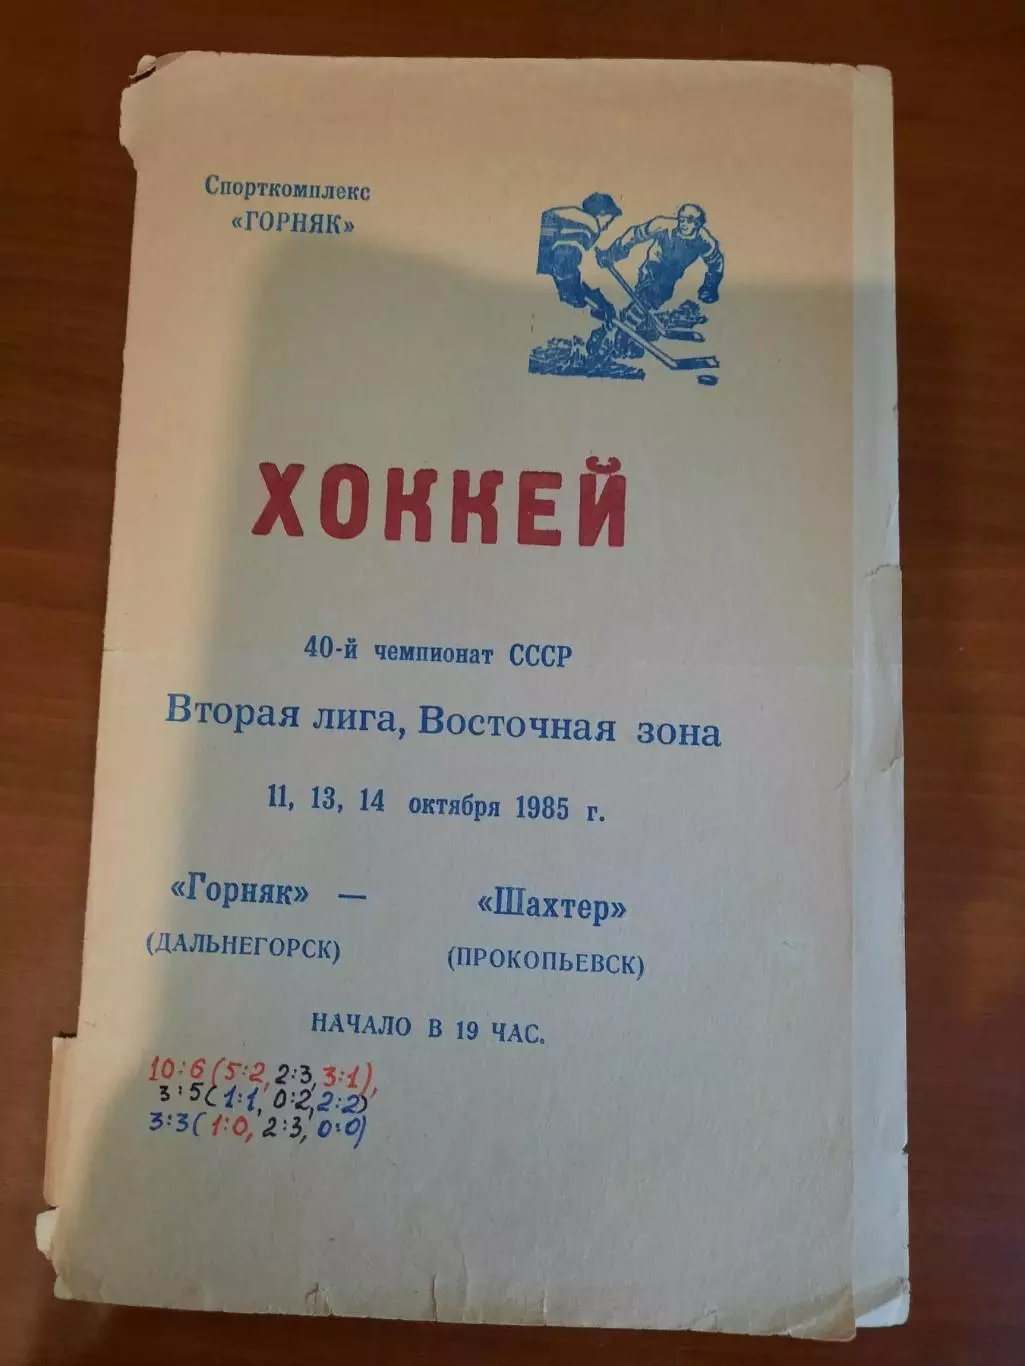 Спорткомплекс
«ГОРНЯК»
ХОККЕЙ
40-й чемпионат СССР
Вторая лига, Восточная зона
11, 13, 14 октября 1985 г.
«Горняк» — «Шахтер»
(ДАЛЬНЕГОРСК) (ПРОКОПЬЕВСК)
НАЧАЛО В 19 ЧАС.
10:6 (5:2, 2:3, 3:1),
3:5 (1:1, 0:2, 2:2)
3:3 (1:0, 2:3, 0:0)